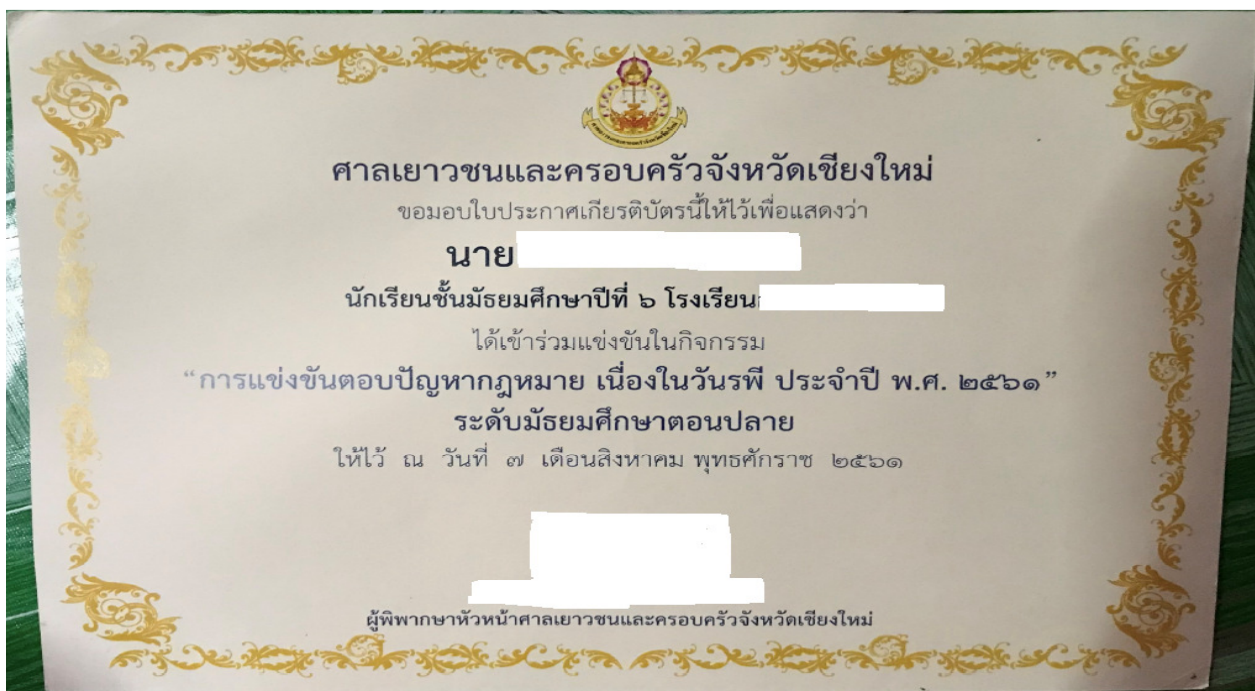 ศาลเยาวชนและครอบครัวจังหวัดเชียงใหม่
ขอมอบใบประกาศเกียรติบัตรนี้ให้ไว้เพื่อแสดงว่า
นาย
นักเรียนชั้นมัธยมศึกษาปีที่ ๖ โรงเรียน
ได้เข้าร่วมแข่งขันในกิจกรรม
“การแข่งขันตอบปัญหากฎหมาย เนื่องในวันรพี ประจำปี พ.ศ. ๒๕๖๑”
ระดับมัธยมศึกษาตอนปลาย
ให้ไว้ ณ วันที่ ๗ เดือนสิงหาคม พุทธศักราช ๒๕๖๑
ผู้พิพากษาหัวหน้าศาลเยาวชนและครอบครัวจังหวัดเชียงใหม่